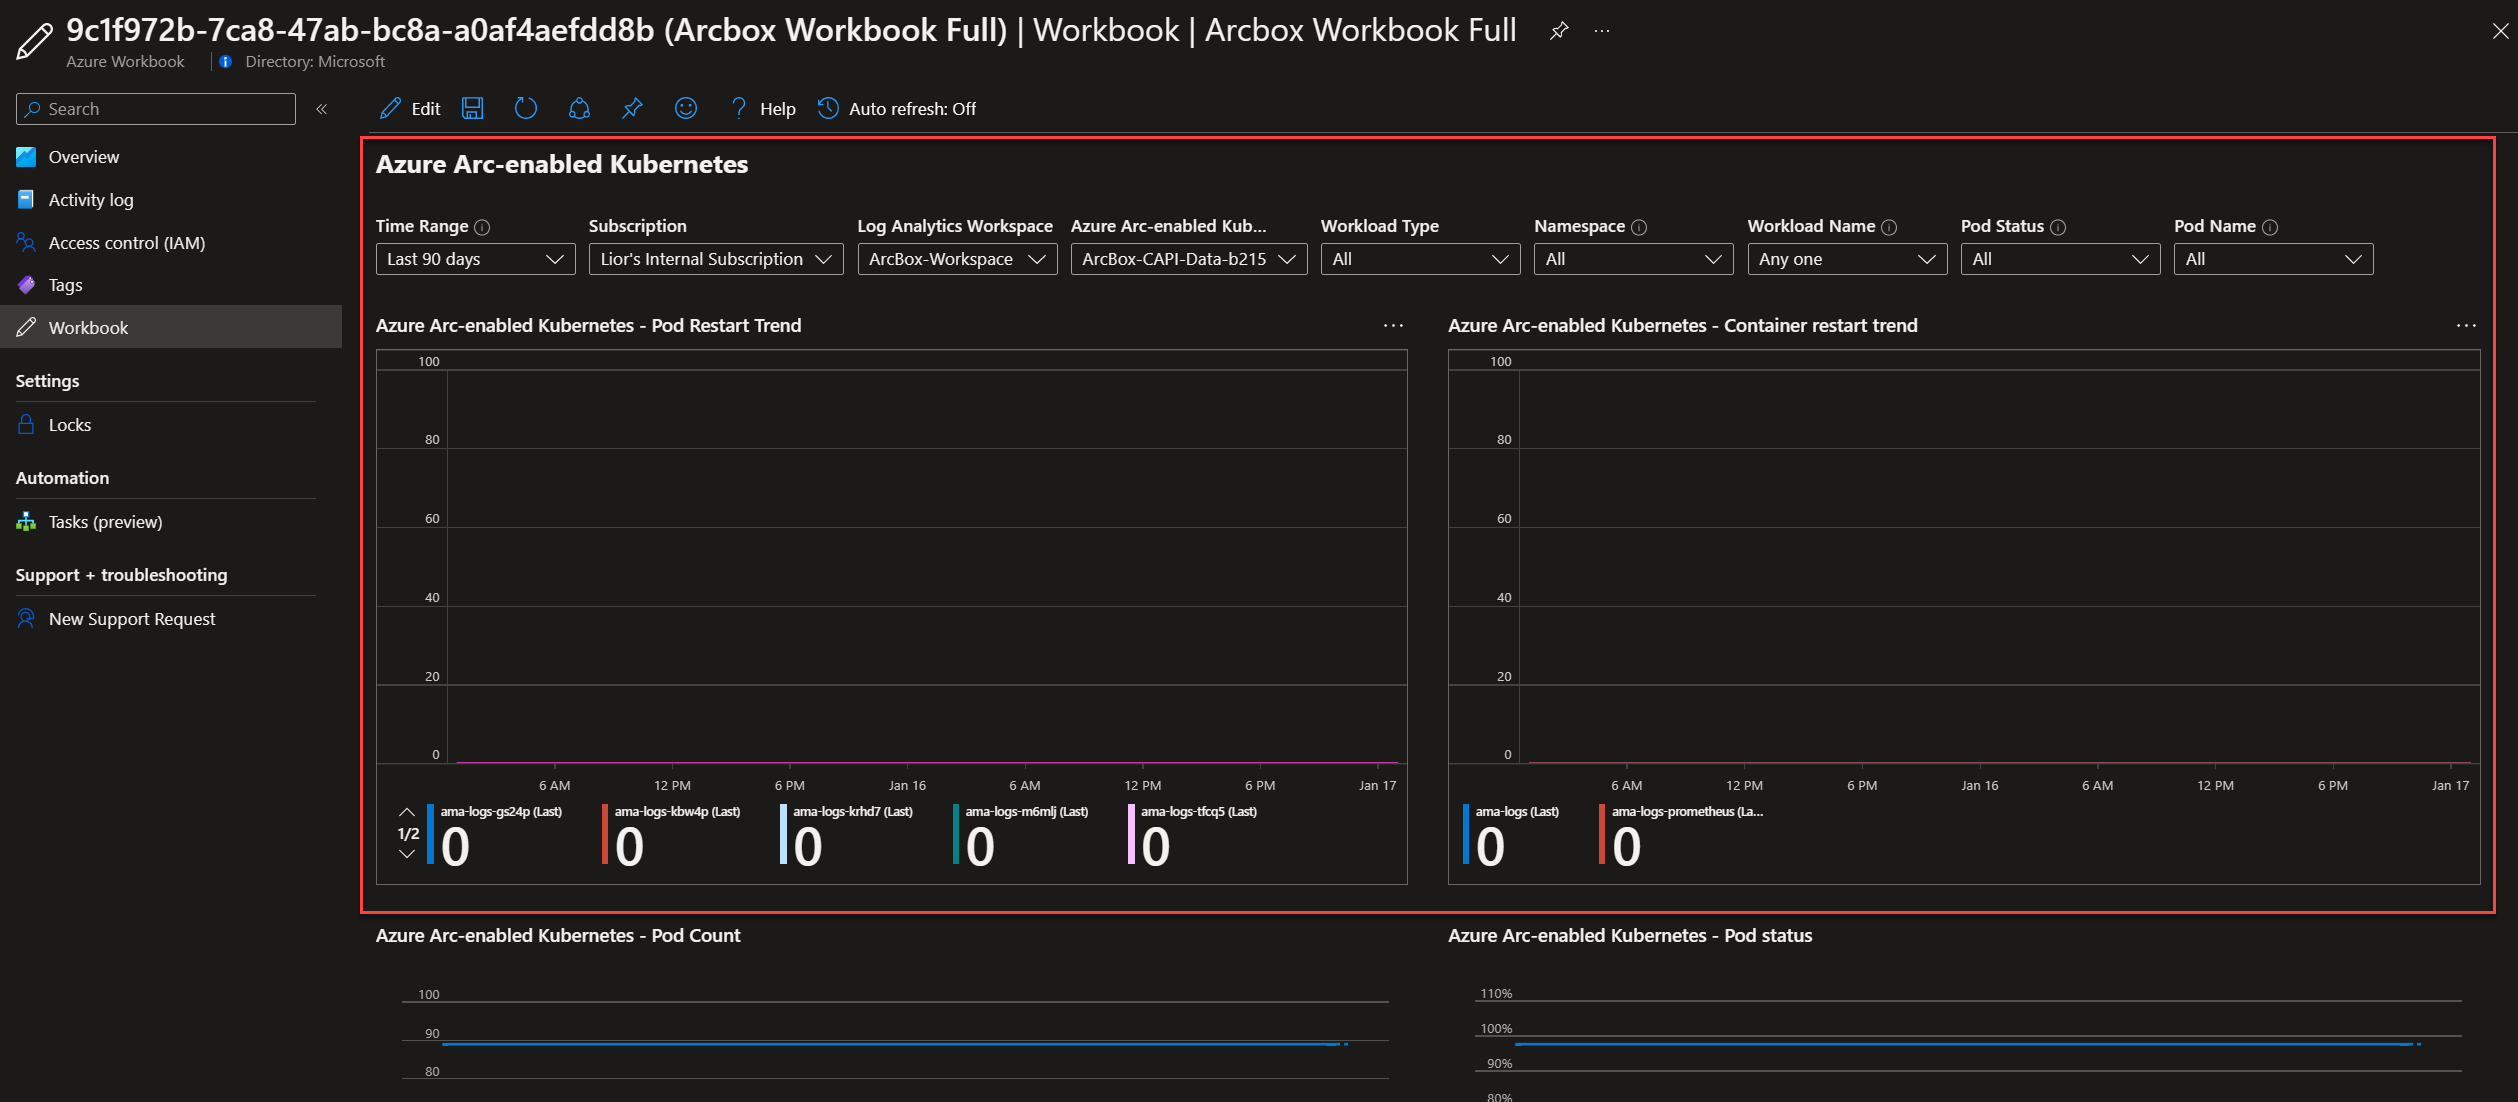 9c1f972b-7ca8-47ab-bc8a-a0af4aefdd8b (Arcbox Workbook Full) | Workbook | Arcbox Workbook Full
Azure Workbook
Directory: Microsoft
Search
Edit
Help
Auto refresh: Off
Overview
Activity log
Access control (IAM)
Tags
Workbook
Settings
Locks
Automation
Tasks (preview)
Support + troubleshooting
New Support Request
Azure Arc-enabled Kubernetes
Time Range
Last 90 days
Subscription
Lior's Internal Subscription
Log Analytics Workspace
ArcBox-Workspace
Azure Arc-enabled Kub...
ArcBox-CAPI-Data-b215
Workload Type
All
Namespace
All
Workload Name
Any one
Pod Status
All
Pod Name
All
Azure Arc-enabled Kubernetes - Pod Restart Trend
100
80
60
40
20
0
6 AM 12 PM 6 PM Jan 16 6 AM 12 PM 6 PM Jan 17
1/2
ama-logs-gs24p (Last)
0
ama-logs-kbw4p (Last)
0
ama-logs-krhd7 (Last)
0
ama-logs-m6mlj (Last)
0
ama-logs-tfcq5 (Last)
0
Azure Arc-enabled Kubernetes - Container restart trend
100
80
60
40
20
0
6 AM 12 PM 6 PM Jan 16 6 AM 12 PM 6 PM Jan 17
ama-logs (Last)
0
ama-logs-prometheus (La...
0
Azure Arc-enabled Kubernetes - Pod Count
100
90
80
Azure Arc-enabled Kubernetes - Pod status
110%
100%
90%
80%